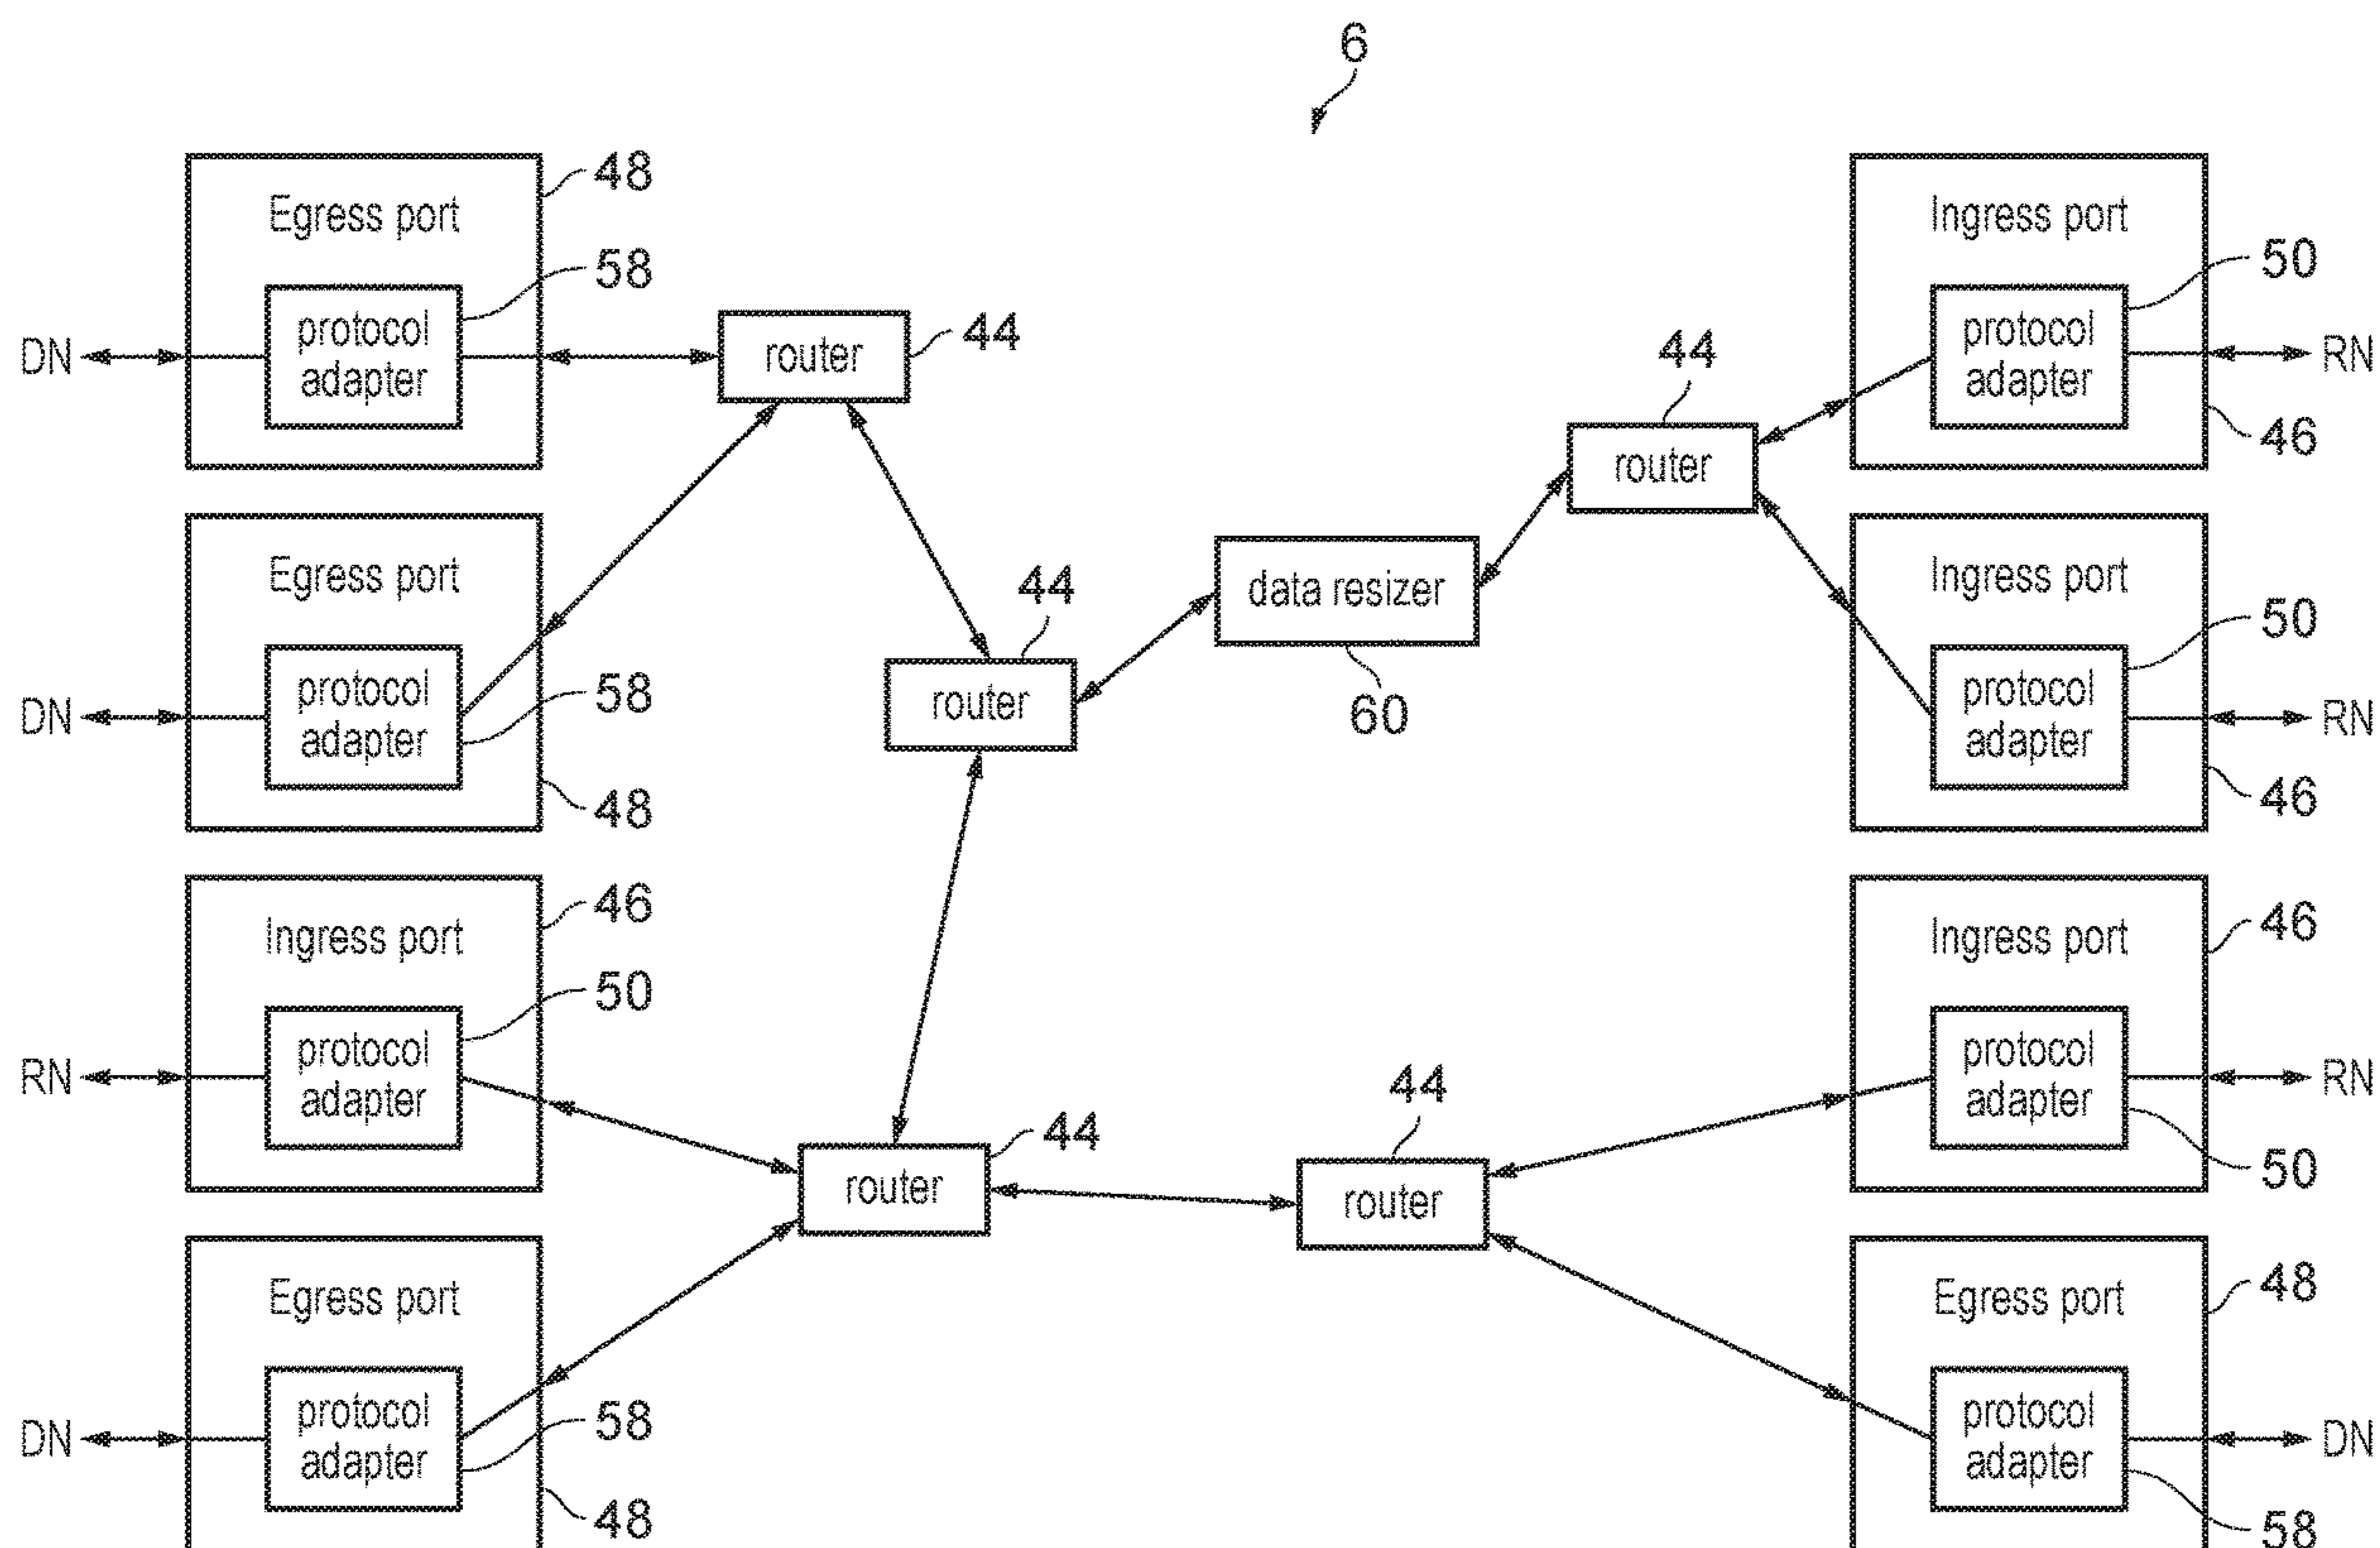 6
48
Egress port
58
protocol
adapter
DN
router
44
44
router
Ingress port
50
protocol
adapter
RN
46
Egress port
protocol
adapter
58
DN
48
44
router
data resizer
60
Ingress port
50
protocol
adapter
RN
46
46
Ingress port
50
protocol
adapter
RN
44
router
44
router
Ingress port
46
protocol
adapter
RN
50
Egress port
protocol
adapter
58
DN
48
Egress port
48
protocol
adapter
DN
58